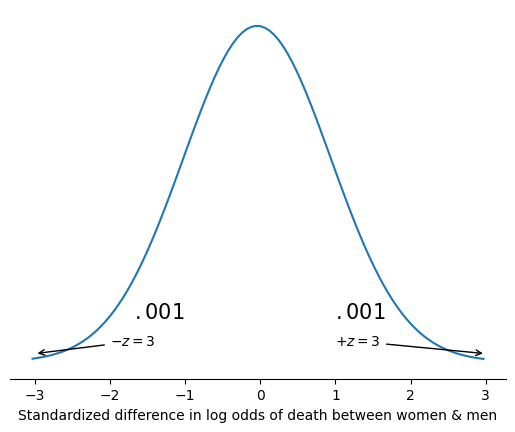 .001 .001
−z = 3 +z = 3
−3 −2 −1 0 1 2 3
Standardized difference in log odds of death between women & men